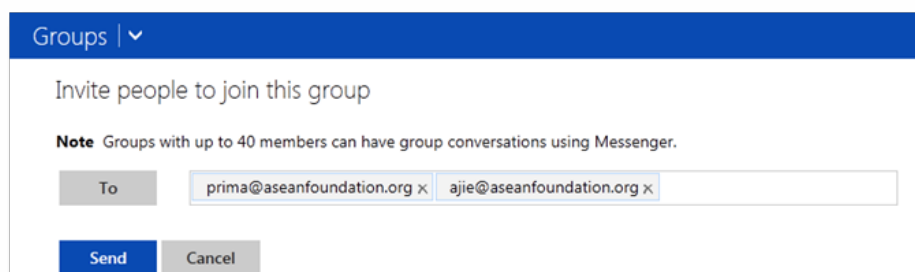 Groups
Invite people to join this group
Note Groups with up to 40 members can have group conversations using Messenger.
To prima@aseanfoundation.org × ajie@aseanfoundation.org ×
Send Cancel